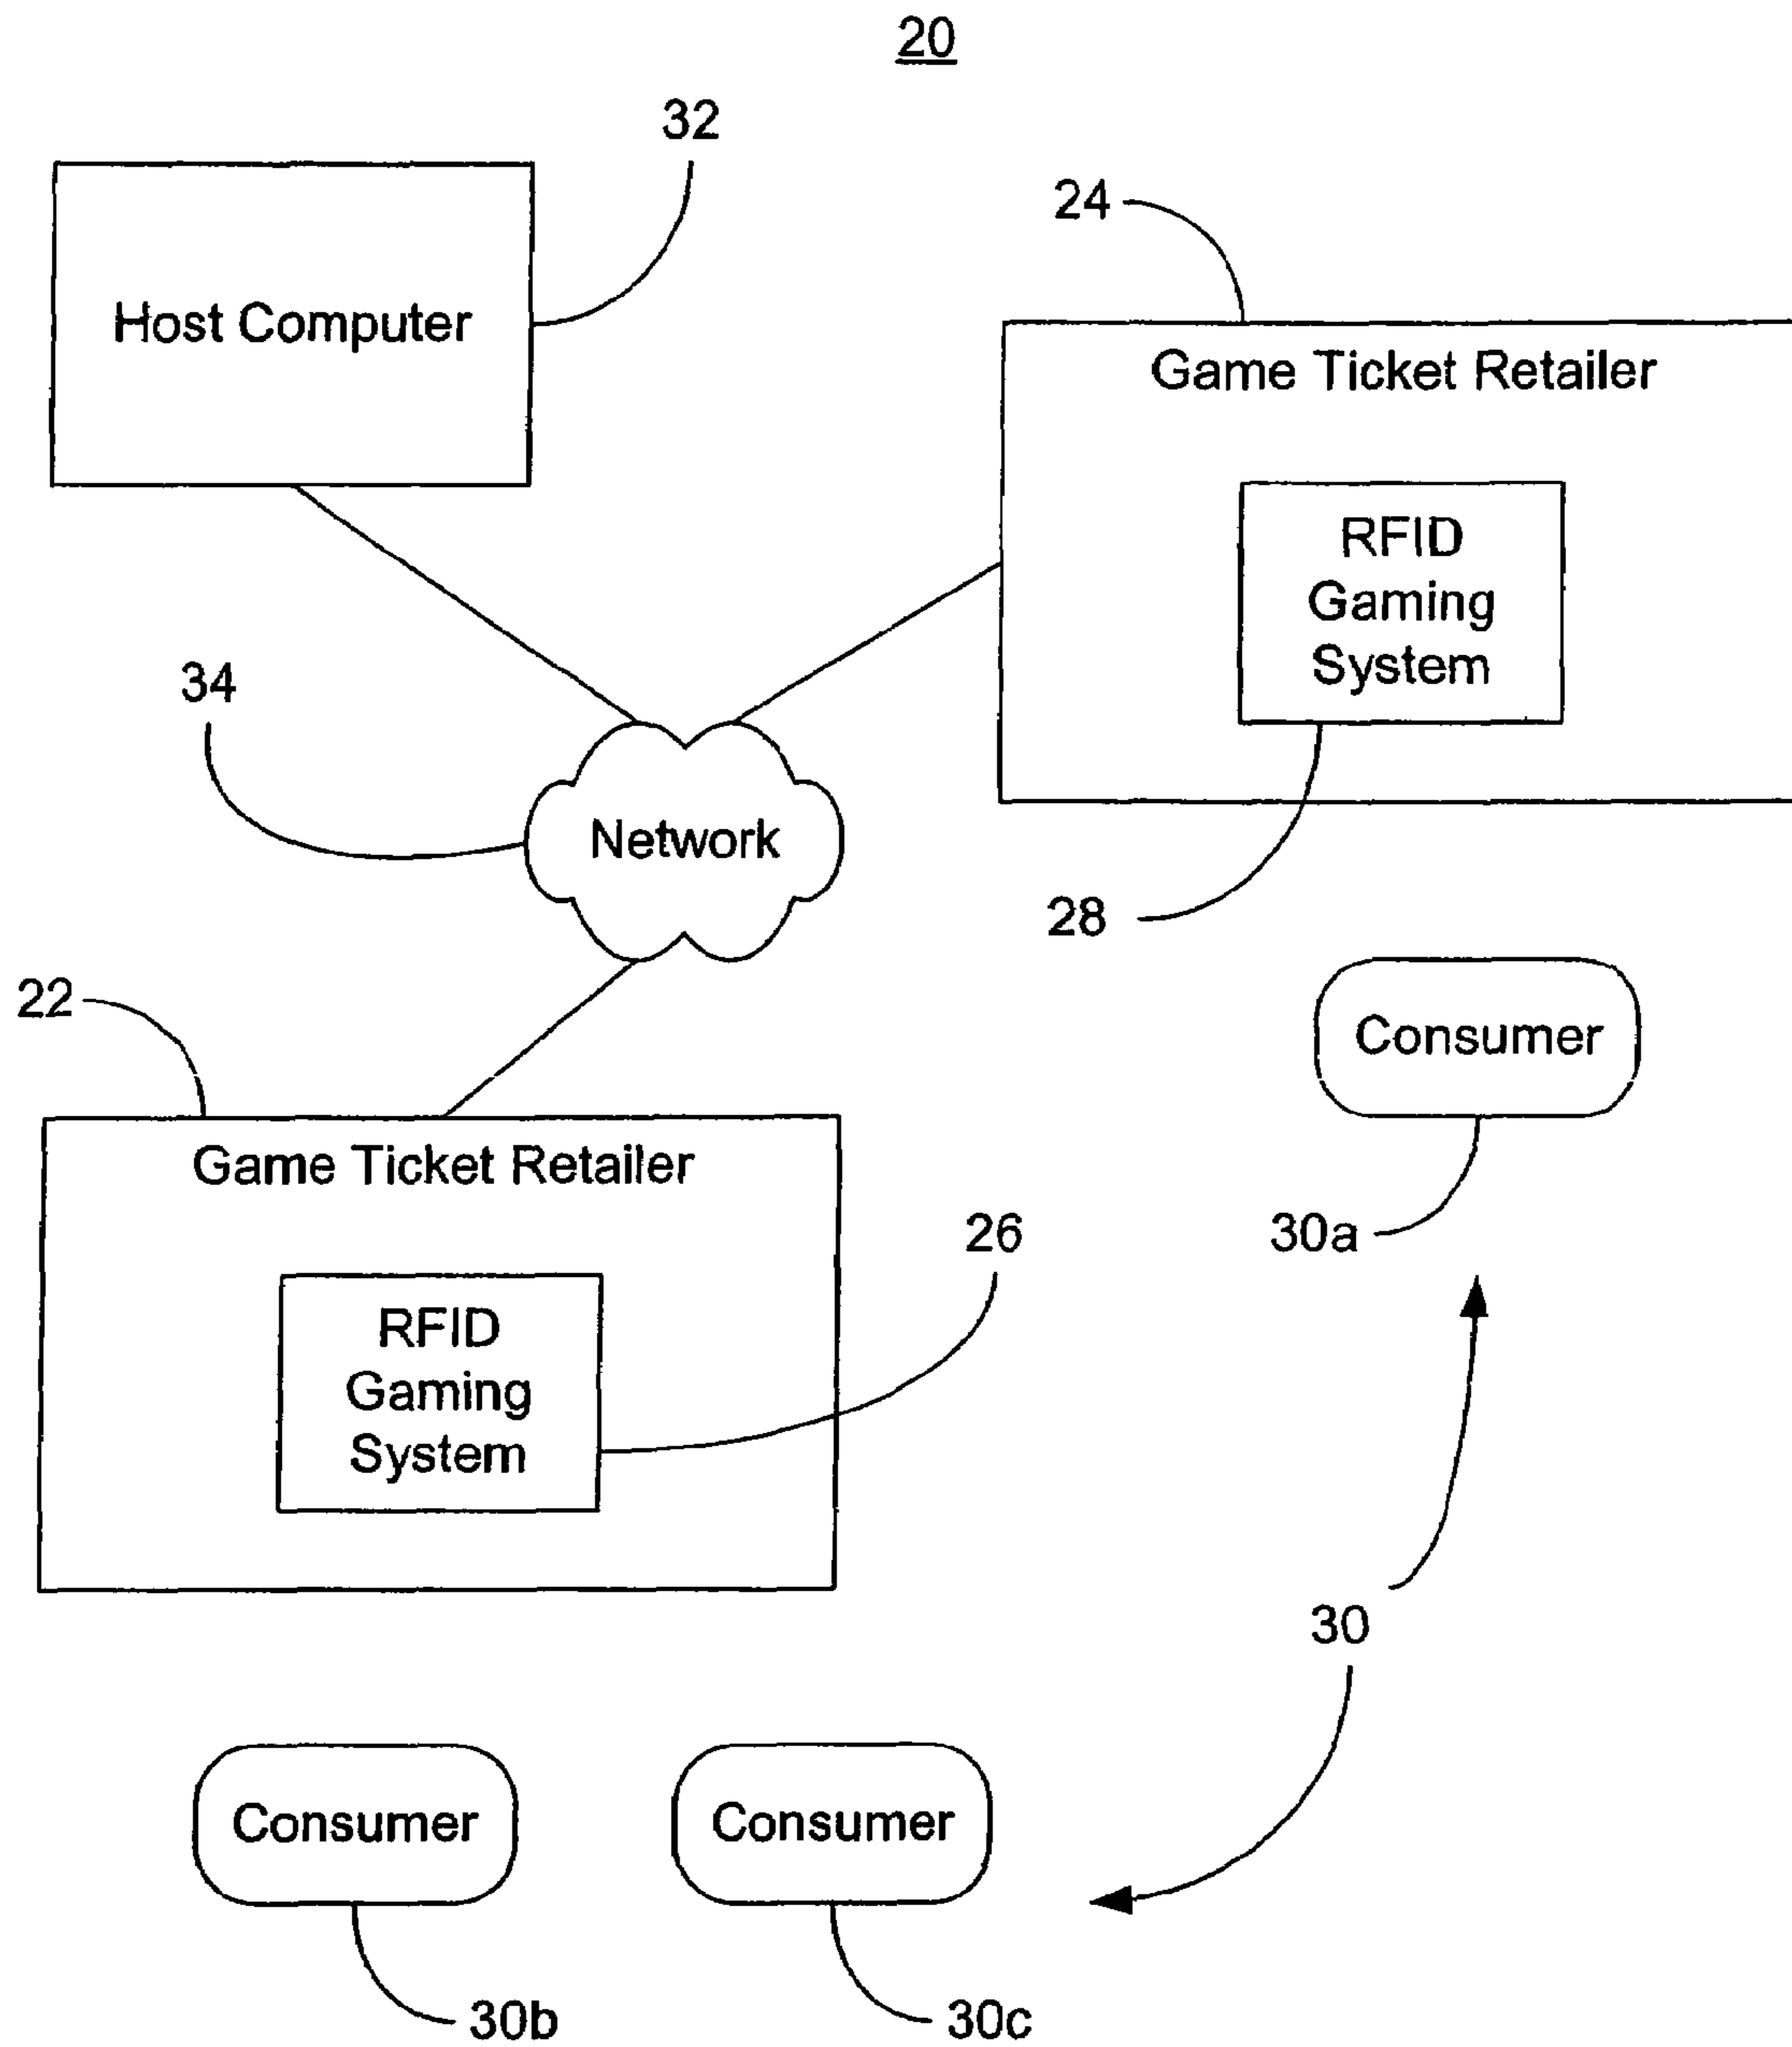 20
32
24
Host Computer
Game Ticket Retailer
RFID
Gaming
System
34
Network
28
22
Consumer
Game Ticket Retailer
30a
26
RFID
Gaming
System
30
Consumer
Consumer
30b
30c